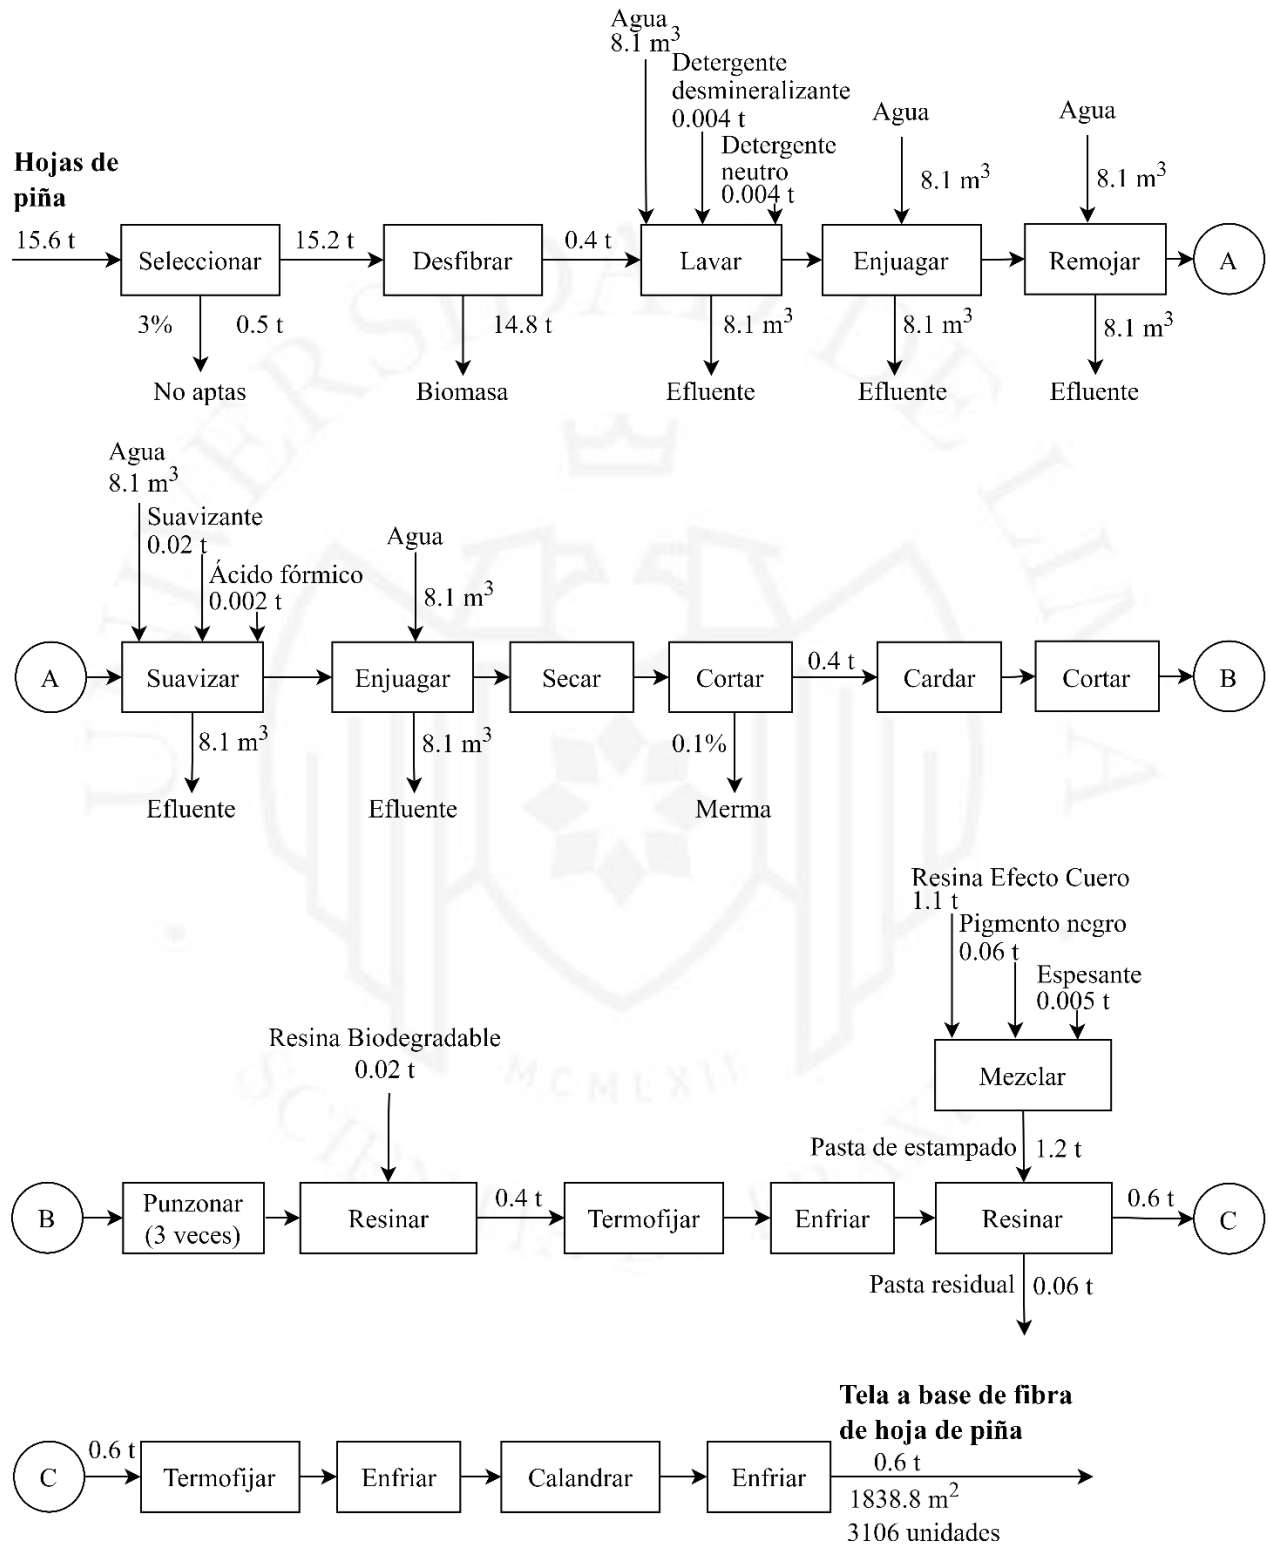 Agua
8.1 m³
Detergente
desmineralizante
0.004 t
Detergente
neutro
0.004 t
Agua
8.1 m³
Agua
8.1 m³
Hojas de
piña
15.6 t
Seleccionar
15.2 t
Desfibrar
0.4 t
Lavar
Enjuagar
Remojar
A
3%
0.5 t
14.8 t
8.1 m³
8.1 m³
8.1 m³
No aptas
Biomasa
Efluente
Efluente
Efluente
Agua
8.1 m³
Suavizante
0.02 t
Ácido fórmico
0.002 t
Agua
8.1 m³
A
Suavizar
Enjuagar
Secar
Cortar
0.4 t
Cardar
Cortar
B
8.1 m³
8.1 m³
0.1%
Efluente
Efluente
Merma
Resina Efecto Cuero
1.1 t
Pigmento negro
0.06 t
Espesante
0.005 t
Mezclar
Resina Biodegradable
0.02 t
Pasta de estampado
1.2 t
B
Punzonar
(3 veces)
Resinar
0.4 t
Termofijar
Enfriar
Resinar
0.6 t
C
Pasta residual
0.06 t
Tela a base de fibra
de hoja de piña
C
0.6 t
Termofijar
Enfriar
Calandrar
Enfriar
0.6 t
1838.8 m²
3106 unidades
UNIVERSIDAD DE LIMA
MCMLXII